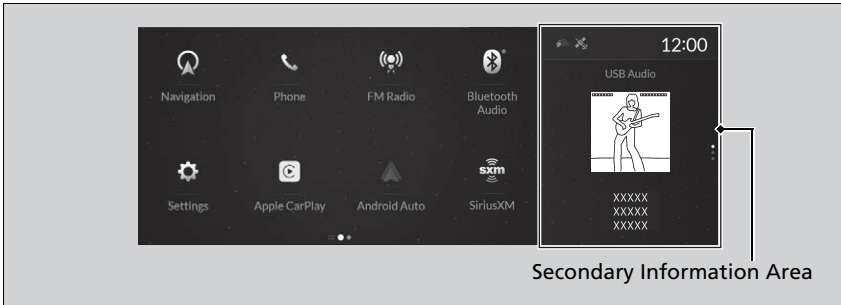 12:00
USB Audio
Navigation
Phone
FM Radio
Bluetooth
Audio
Settings
Apple CarPlay
Android Auto
sxm
SiriusXM
XXXXX
XXXXX
XXXXX
Secondary Information Area